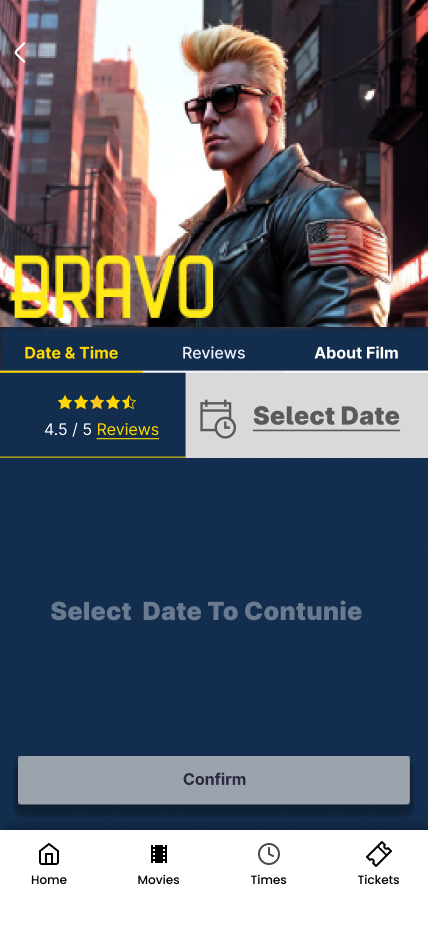 BRAVO
Date & Time
Reviews
About Film
4.5 / 5 Reviews
Select Date
Select Date To Contunie
Confirm
Home
Movies
Times
Tickets